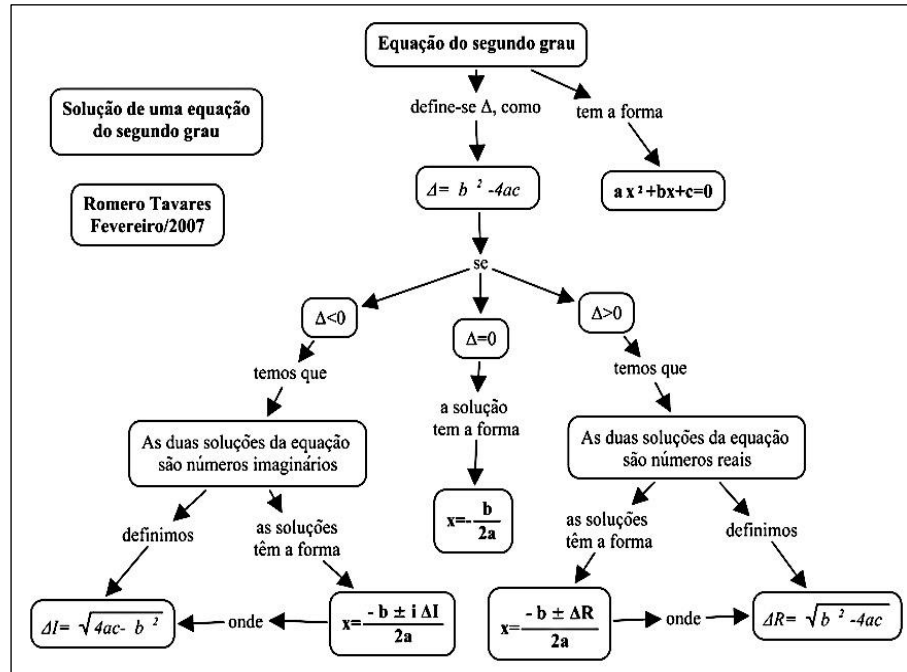 Equação do segundo grau
Solução de uma equação
do segundo grau
Romero Tavares
Fevereiro/2007
define-se Δ, como
tem a forma
Δ= b ² -4ac
a x²+bx+c=0
se
Δ<0
Δ=0
Δ>0
temos que
a solução
tem a forma
temos que
As duas soluções da equação
são números imaginários
As duas soluções da equação
são números reais
x=-b/2a
definimos
as soluções
têm a forma
as soluções
têm a forma
definimos
ΔI= √4ac- b ²
onde
x=-b ± i ΔI/2a
x=-b ± ΔR/2a
onde
ΔR= √b ² -4ac